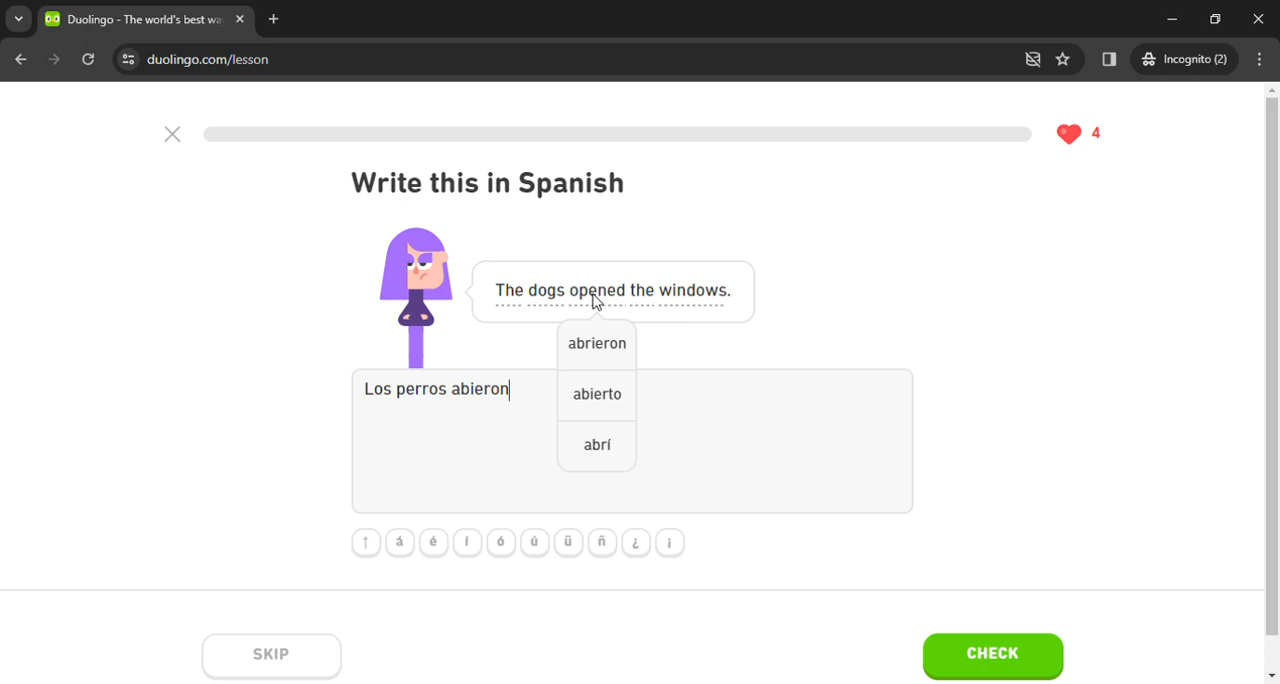 Duolingo - The world's best wa
duolingo.com/lesson
Incognito (2)
4
Write this in Spanish
The dogs opened the windows.
abrieron
abierto
abrí
Los perros abieron
↑ á é í ó ú ü ñ ¿ ¡
SKIP
CHECK